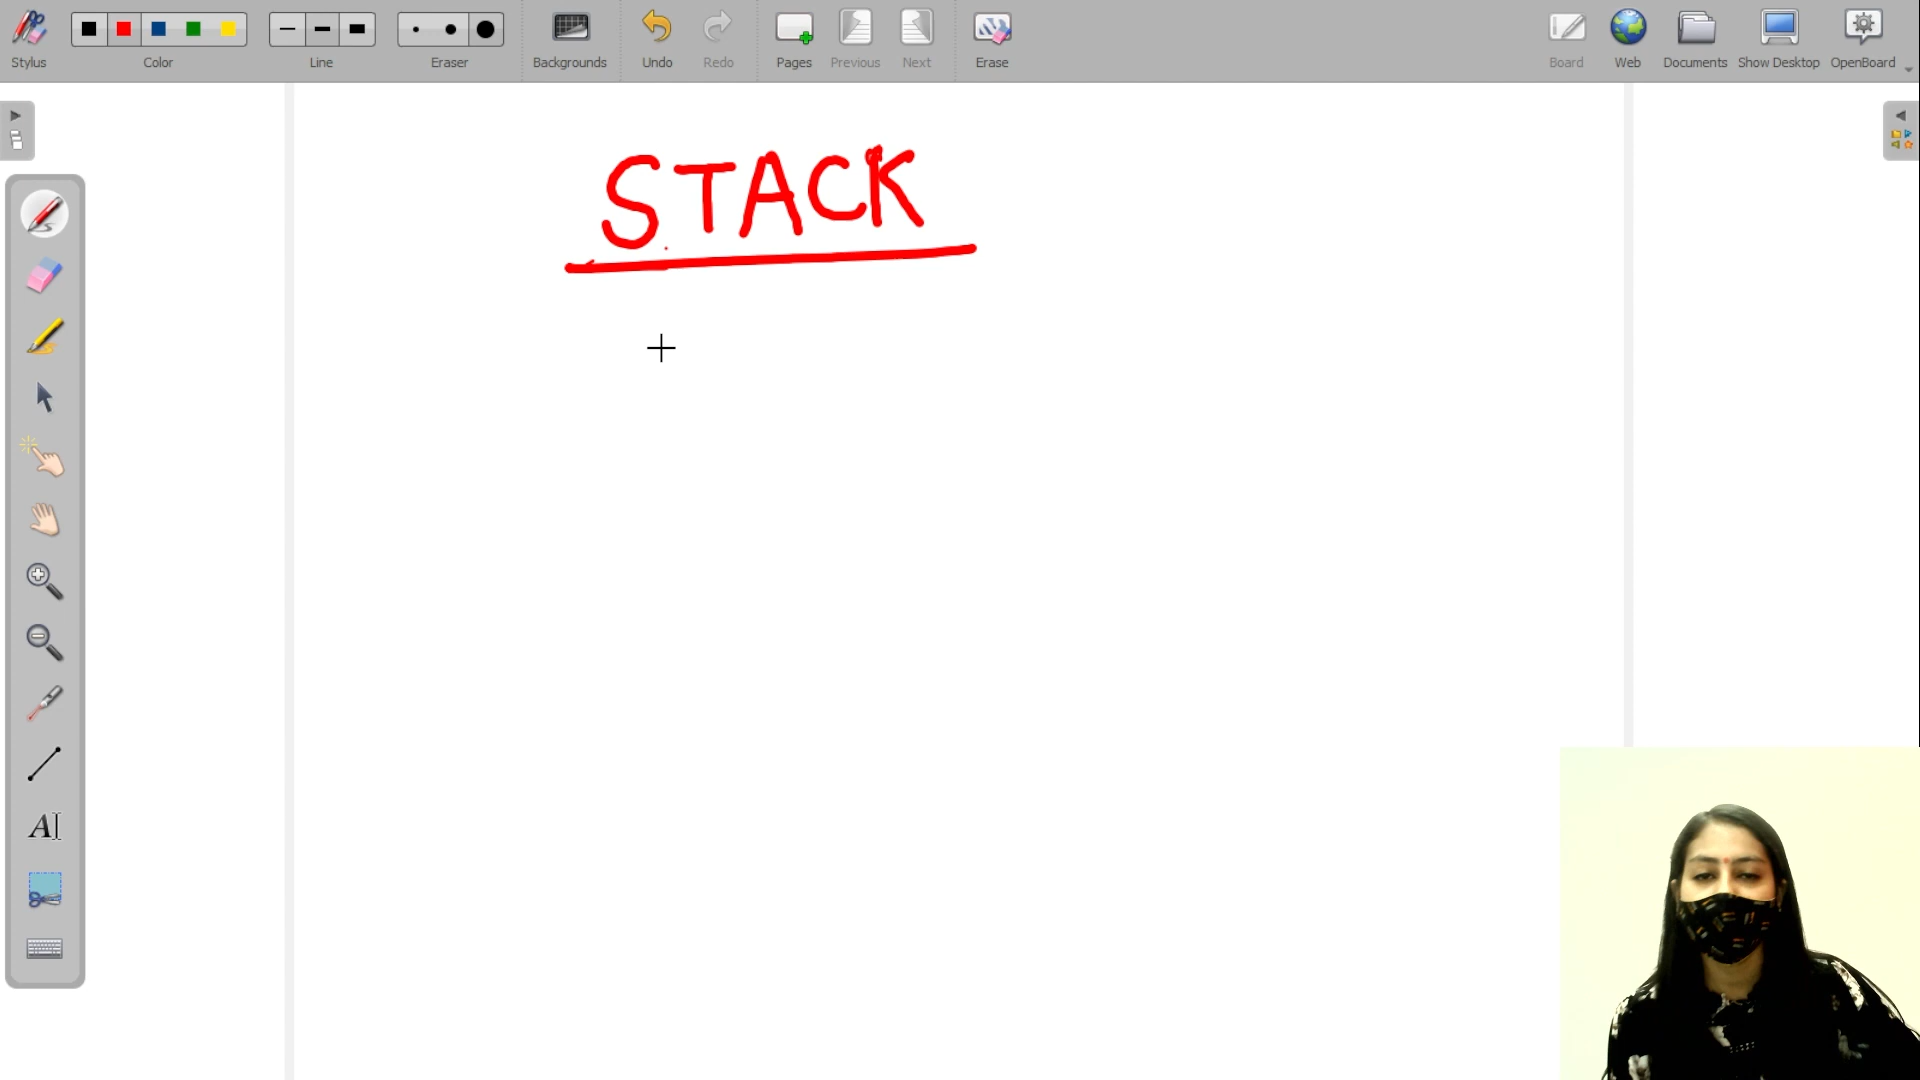 Stylus Color Line Eraser Backgrounds Undo Redo Pages Previous Next Erase Board Web Documents Show Desktop OpenBoard
STACK
A